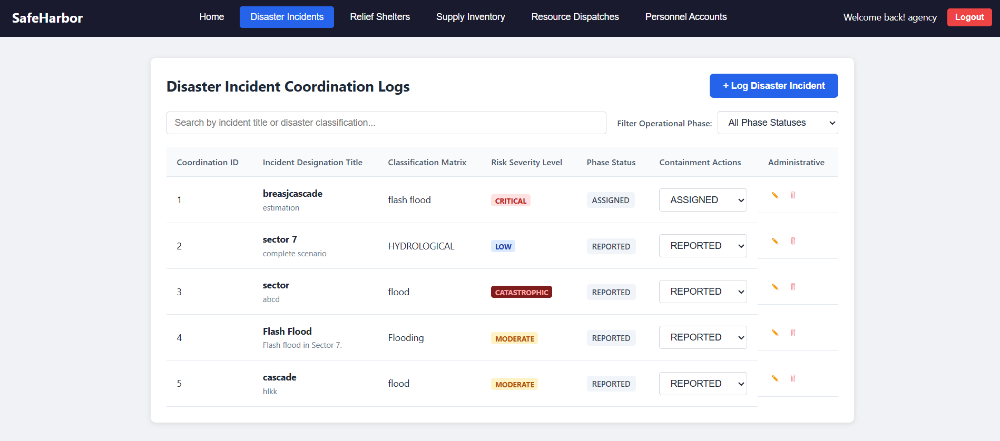 SafeHarbor Home Disaster Incidents Relief Shelters Supply Inventory Resource Dispatches Personnel Accounts Welcome back! agency Logout
Disaster Incident Coordination Logs + Log Disaster Incident
Search by incident title or disaster classification... Filter Operational Phase: All Phase Statuses
Coordination ID Incident Designation Title Classification Matrix Risk Severity Level Phase Status Containment Actions Administrative
1 breasjcascade flash flood CRITICAL ASSIGNED ASSIGNED
estimation
2 sector 7 HYDROLOGICAL LOW REPORTED REPORTED
complete scenario
3 sector flood CATASTROPHIC REPORTED REPORTED
abcd
4 Flash Flood Flooding MODERATE REPORTED REPORTED
Flash flood in Sector 7.
5 cascade flood MODERATE REPORTED REPORTED
hlkk